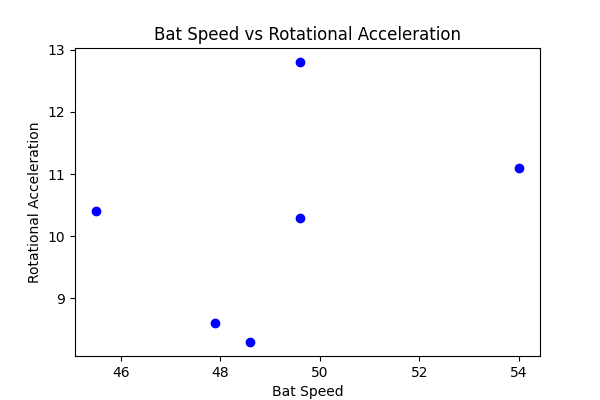 Bat Speed vs Rotational Acceleration
Rotational Acceleration
13
12
11
10
9
46 48 50 52 54
Bat Speed